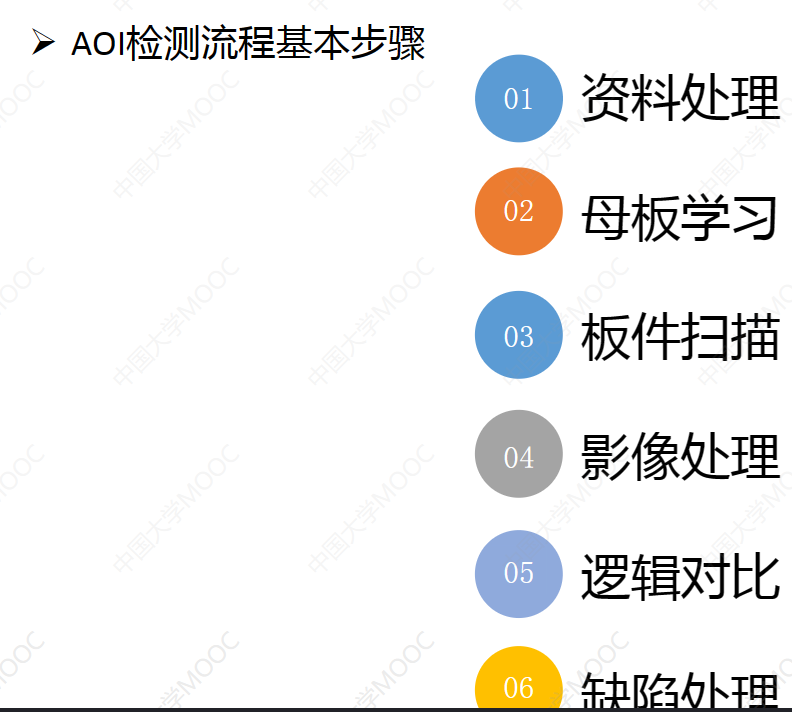 ➢ AOI检测流程基本步骤
01 资料处理
02 母板学习
03 板件扫描
04 影像处理
05 逻辑对比
06 缺陷处理
中国大学MOOC